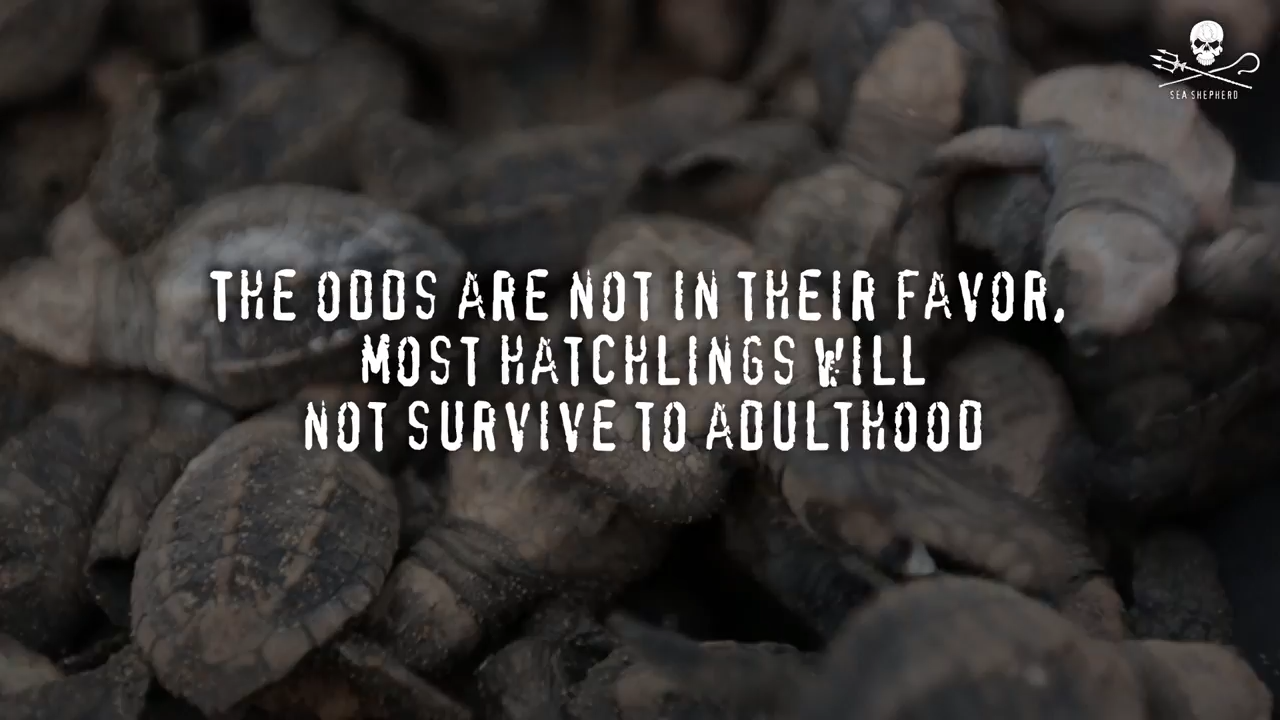 SEA SHEPHERD
THE ODDS ARE NOT IN THEIR FAVOR,
MOST HATCHLINGS WILL
NOT SURVIVE TO ADULTHOOD